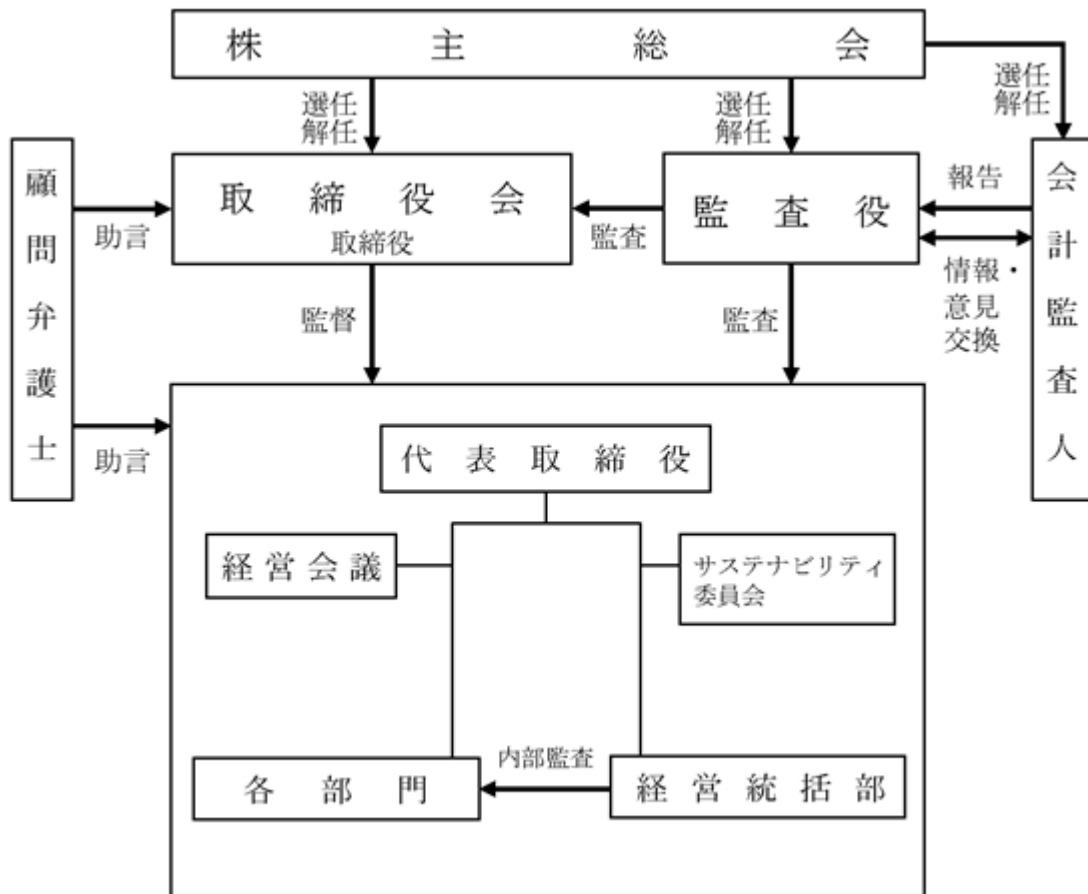 株主総会
選任
解任
選任
解任
選任
解任
顧問弁護士
助言
取締役会
取締役
監査
監査役
報告
情報・
意見
交換
会計監査人
監督
監査
助言
代表取締役
経営会議
サステナビリティ
委員会
各部門
内部監査
経営統括部